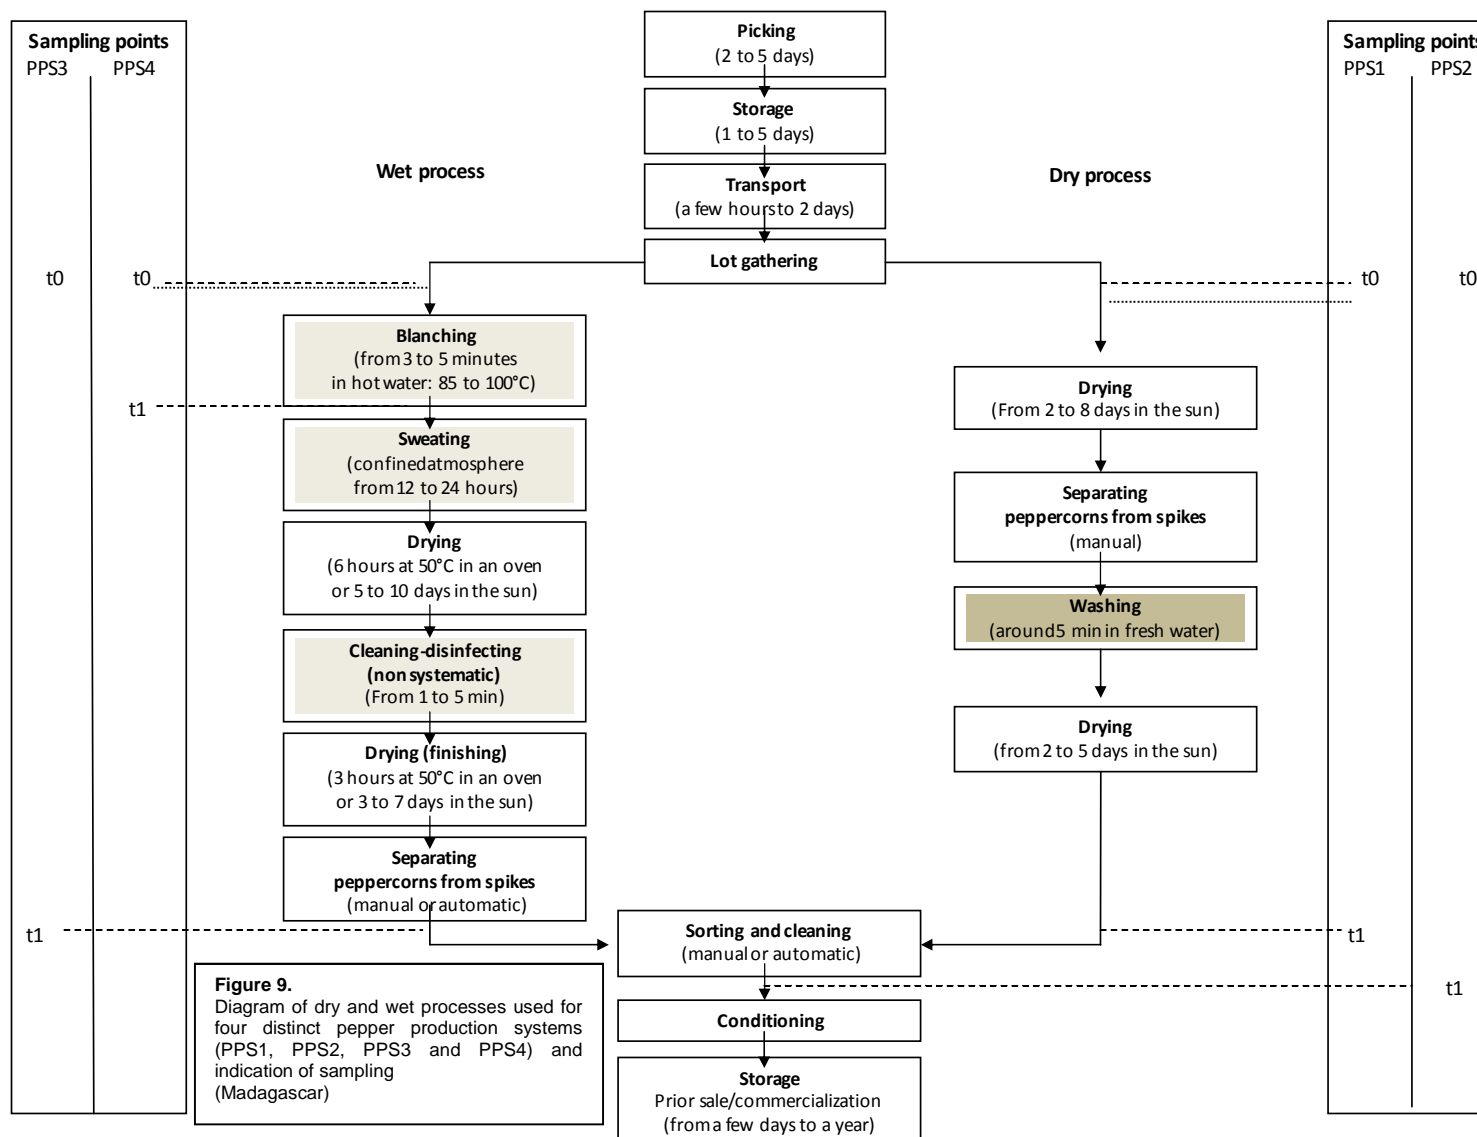 Sampling points
PPS3 PPS4
t0 t0
t1
t1
Picking
(2 to 5 days)
Storage
(1 to 5 days)
Transport
(a few hours to 2 days)
Lot gathering
Wet process
Blanching
(from 3 to 5 minutes
in hot water: 85 to 100°C)
Sweating
(confinedatmosphere
from 12 to 24 hours)
Drying
(6 hours at 50°C in an oven
or 5 to 10 days in the sun)
Cleaning-disinfecting
(non systematic)
(From 1 to 5 min)
Drying (finishing)
(3 hours at 50°C in an oven
or 3 to 7 days in the sun)
Separating
peppercorns from spikes
(manual or automatic)
Dry process
Drying
(From 2 to 8 days in the sun)
Separating
peppercorns from spikes
(manual)
Washing
(around 5 min in fresh water)
Drying
(from 2 to 5 days in the sun)
Sorting and cleaning
(manual or automatic)
Conditioning
Storage
Prior sale/commercialization
(from a few days to a year)
Sampling points
PPS1 PPS2
t0 t0
t1
t1
Figure 9.
Diagram of dry and wet processes used for
four distinct pepper production systems
(PPS1, PPS2, PPS3 and PPS4) and
indication of sampling
(Madagascar)